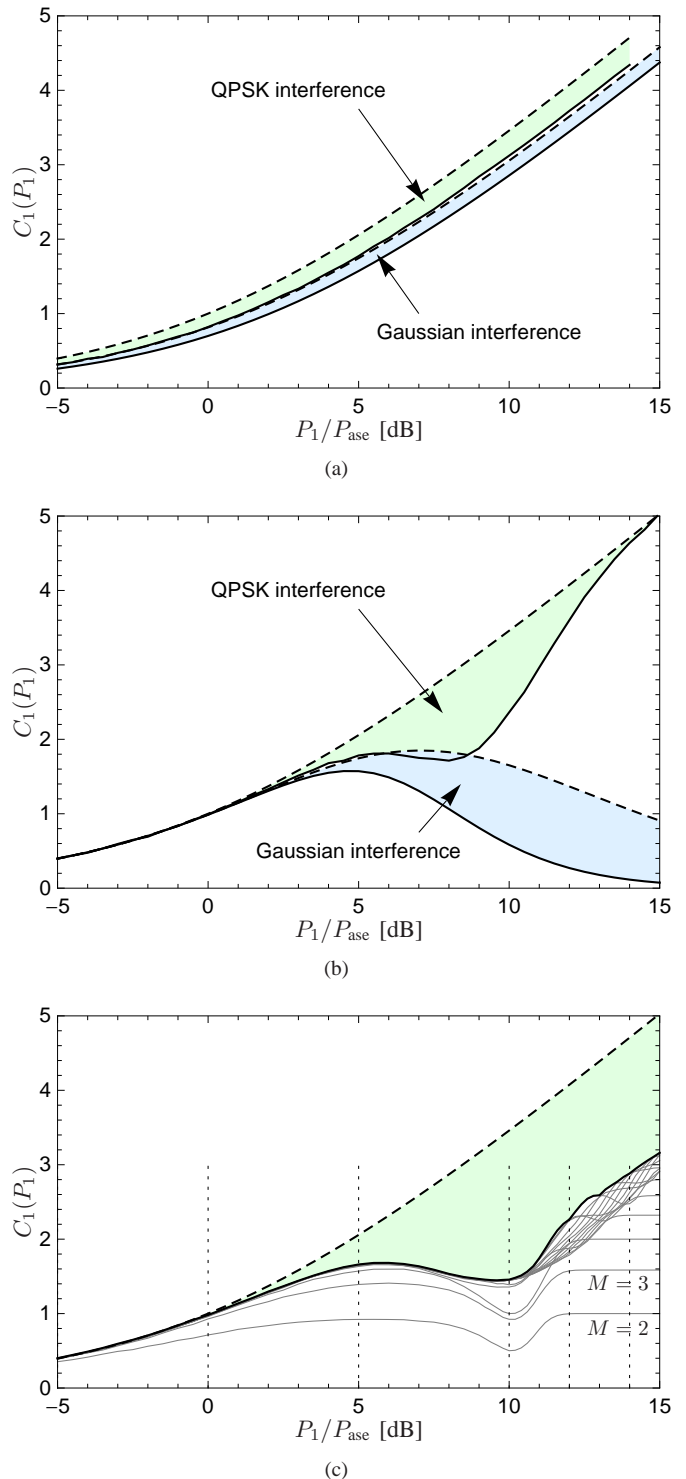 5
4
3
2
1
0
C₁(P₁)
QPSK interference
Gaussian interference
−5 0 5 10 15
P₁/Pₐₛₑ [dB]
(a)
5
4
3
2
1
0
C₁(P₁)
QPSK interference
Gaussian interference
−5 0 5 10 15
P₁/Pₐₛₑ [dB]
(b)
5
4
3
2
1
0
C₁(P₁)
M = 3
M = 2
−5 0 5 10 15
P₁/Pₐₛₑ [dB]
(c)